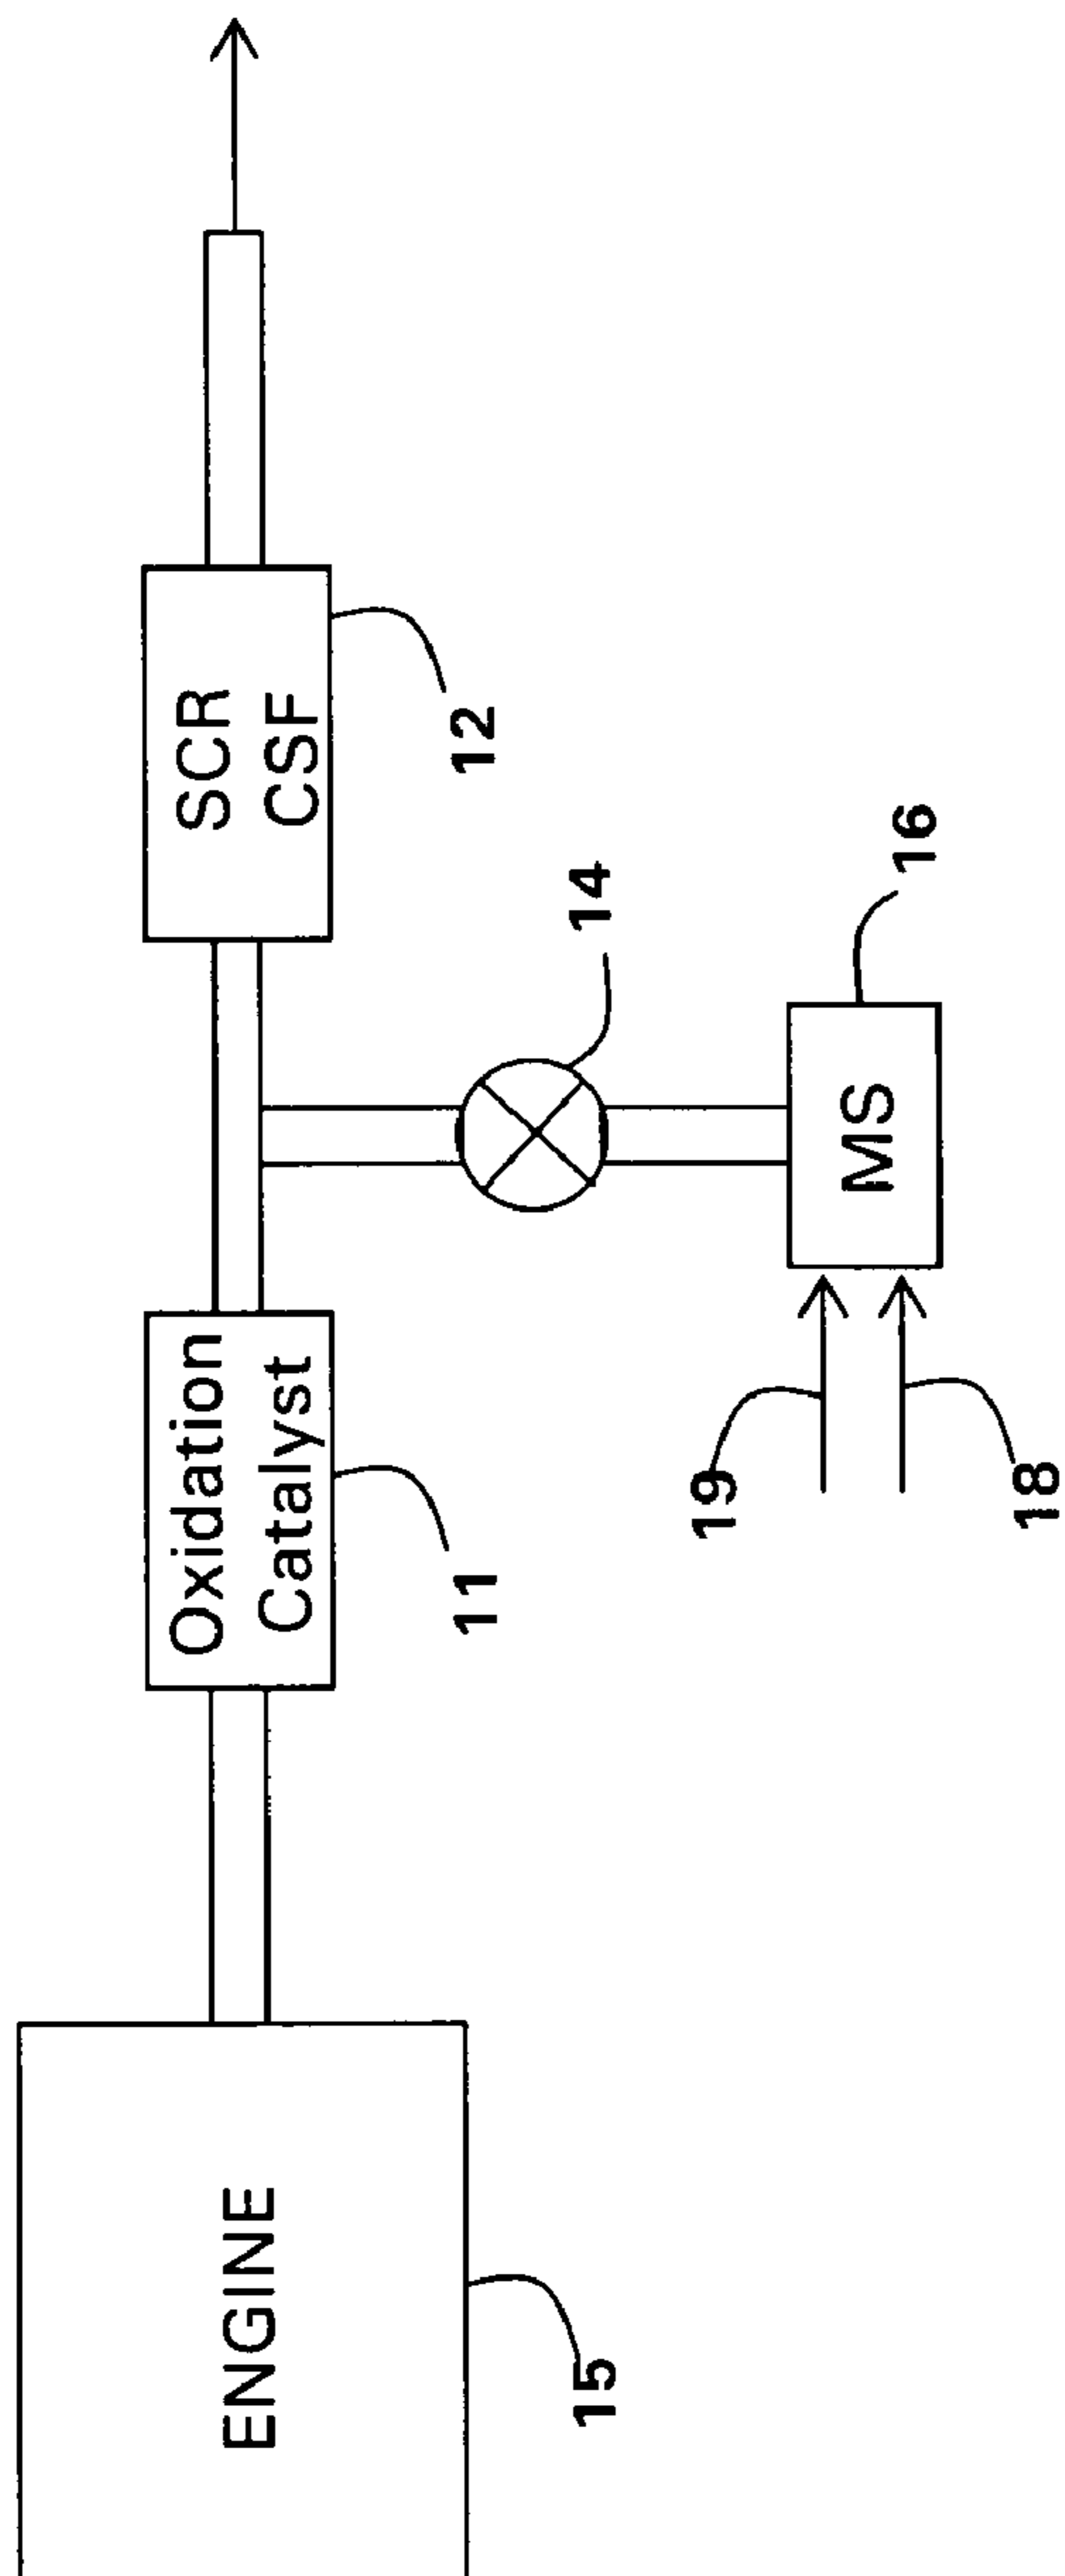 ENGINE
15
Oxidation
Catalyst
11
SCR
CSF
12
14
MS
16
19
18